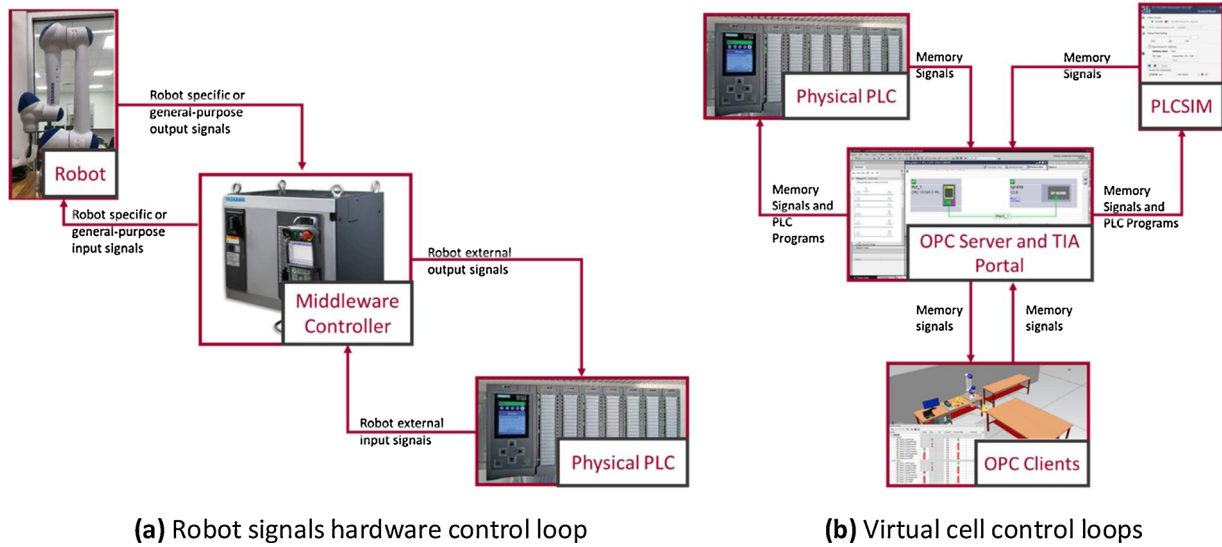 Robot
Robot specific or
general-purpose
output signals
Robot specific or
general-purpose
input signals
YASKAWA
Middleware
Controller
Robot external
output signals
Robot external
input signals
SIEMENS
Physical PLC
(a) Robot signals hardware control loop
Physical PLC
Memory
Signals
Memory
Signals
PLCSIM
Memory
Signals and
PLC
Programs
OPC Server and TIA
Portal
Memory
Signals and
PLC Programs
Memory
signals
Memory
signals
OPC Clients
(b) Virtual cell control loops